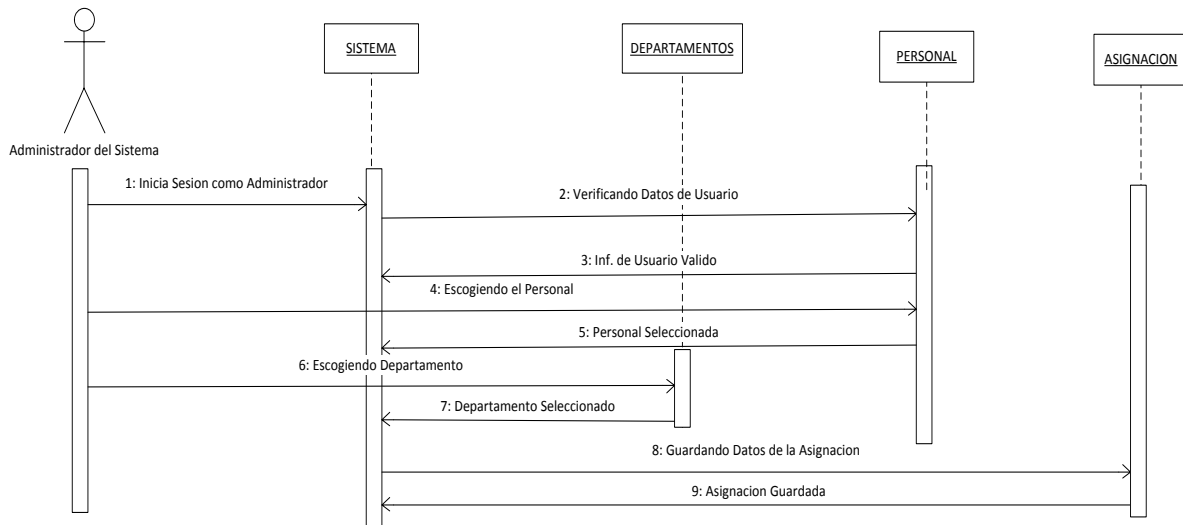 SISTEMA
DEPARTAMENTOS
PERSONAL
ASIGNACION
Administrador del Sistema
1: Inicia Sesion como Administrador
2: Verificando Datos de Usuario
3: Inf. de Usuario Valido
4: Escogiendo el Personal
5: Personal Seleccionada
6: Escogiendo Departamento
7: Departamento Seleccionado
8: Guardando Datos de la Asignacion
9: Asignacion Guardada